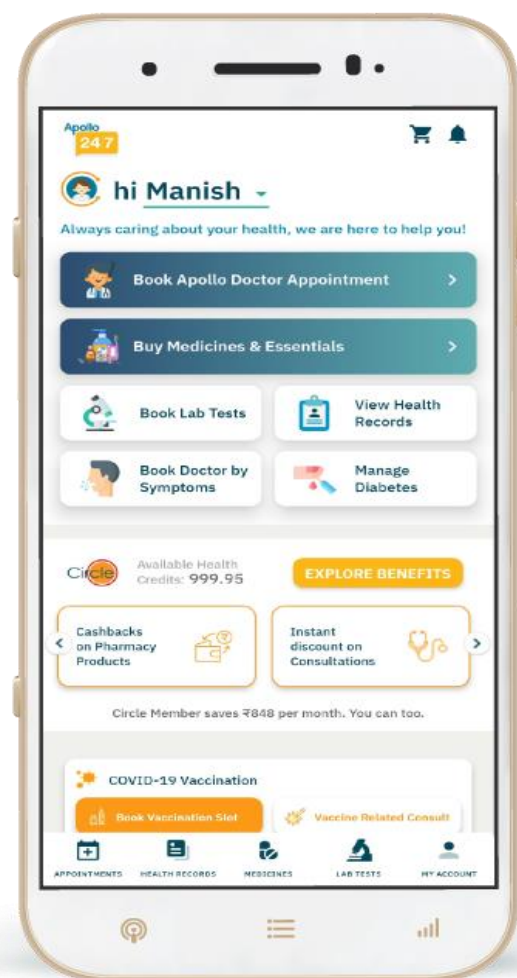 Apollo
24 7
hi Manish
Always caring about your health, we are here to help you!
Book Apollo Doctor Appointment
Buy Medicines & Essentials
Book Lab Tests
View Health
Records
Book Doctor by
Symptoms
Manage
Diabetes
Circle
Available Health
Credits: 999.95
EXPLORE BENEFITS
Cashbacks
on Pharmacy
Products
Instant
discount on
Consultations
Circle Member saves ₹848 per month. You can too.
COVID-19 Vaccination
Book Vaccination Slot
Vaccine Related Consult
APPOINTMENTS
HEALTH RECORDS
MEDICINES
LAB TESTS
MY ACCOUNT